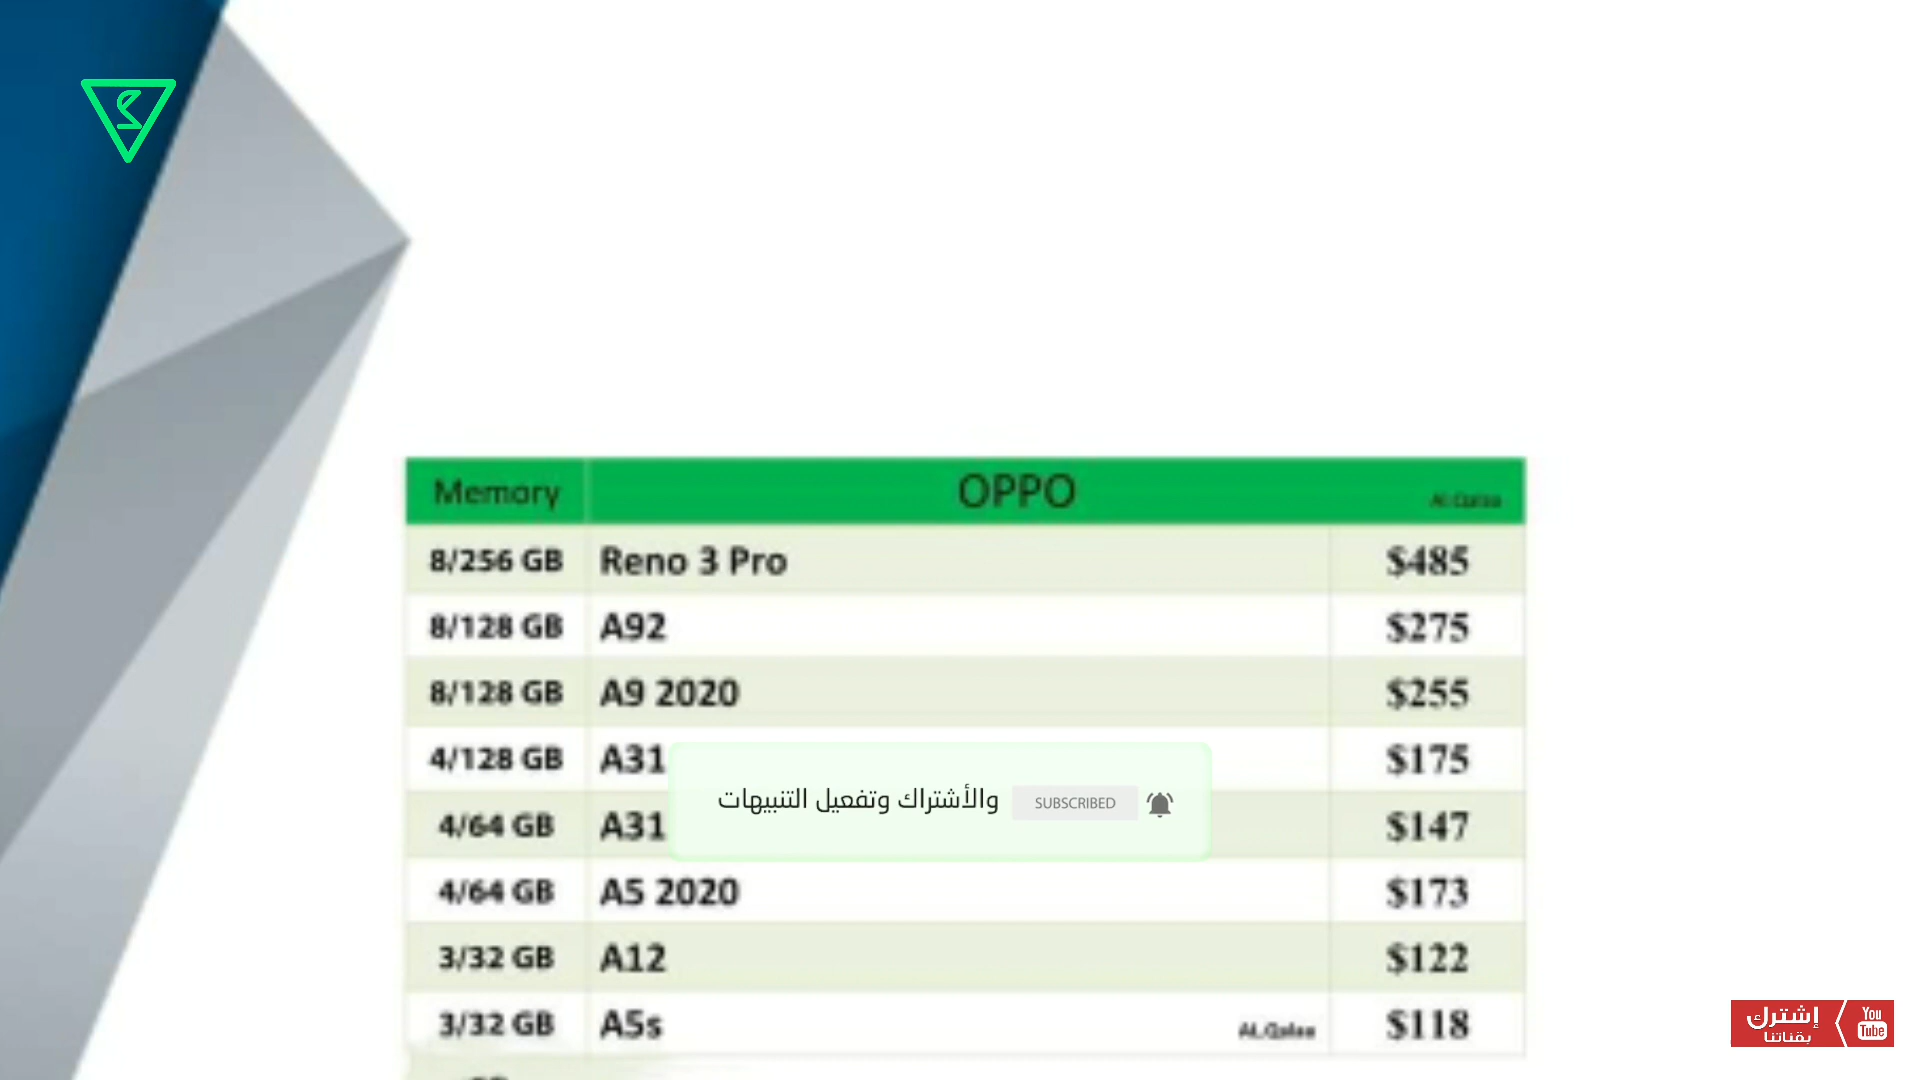 Memory OPPO
8/256 GB Reno 3 Pro $485
8/128 GB A92 $275
8/128 GB A9 2020 $255
4/128 GB A31 $175
والأشتراك وتفعيل التنبيهات SUBSCRIBED
4/64 GB A31 $147
4/64 GB A5 2020 $173
3/32 GB A12 $122
3/32 GB A5s AL.Qalaa $118
إشترك
بقناتنا
You
Tube